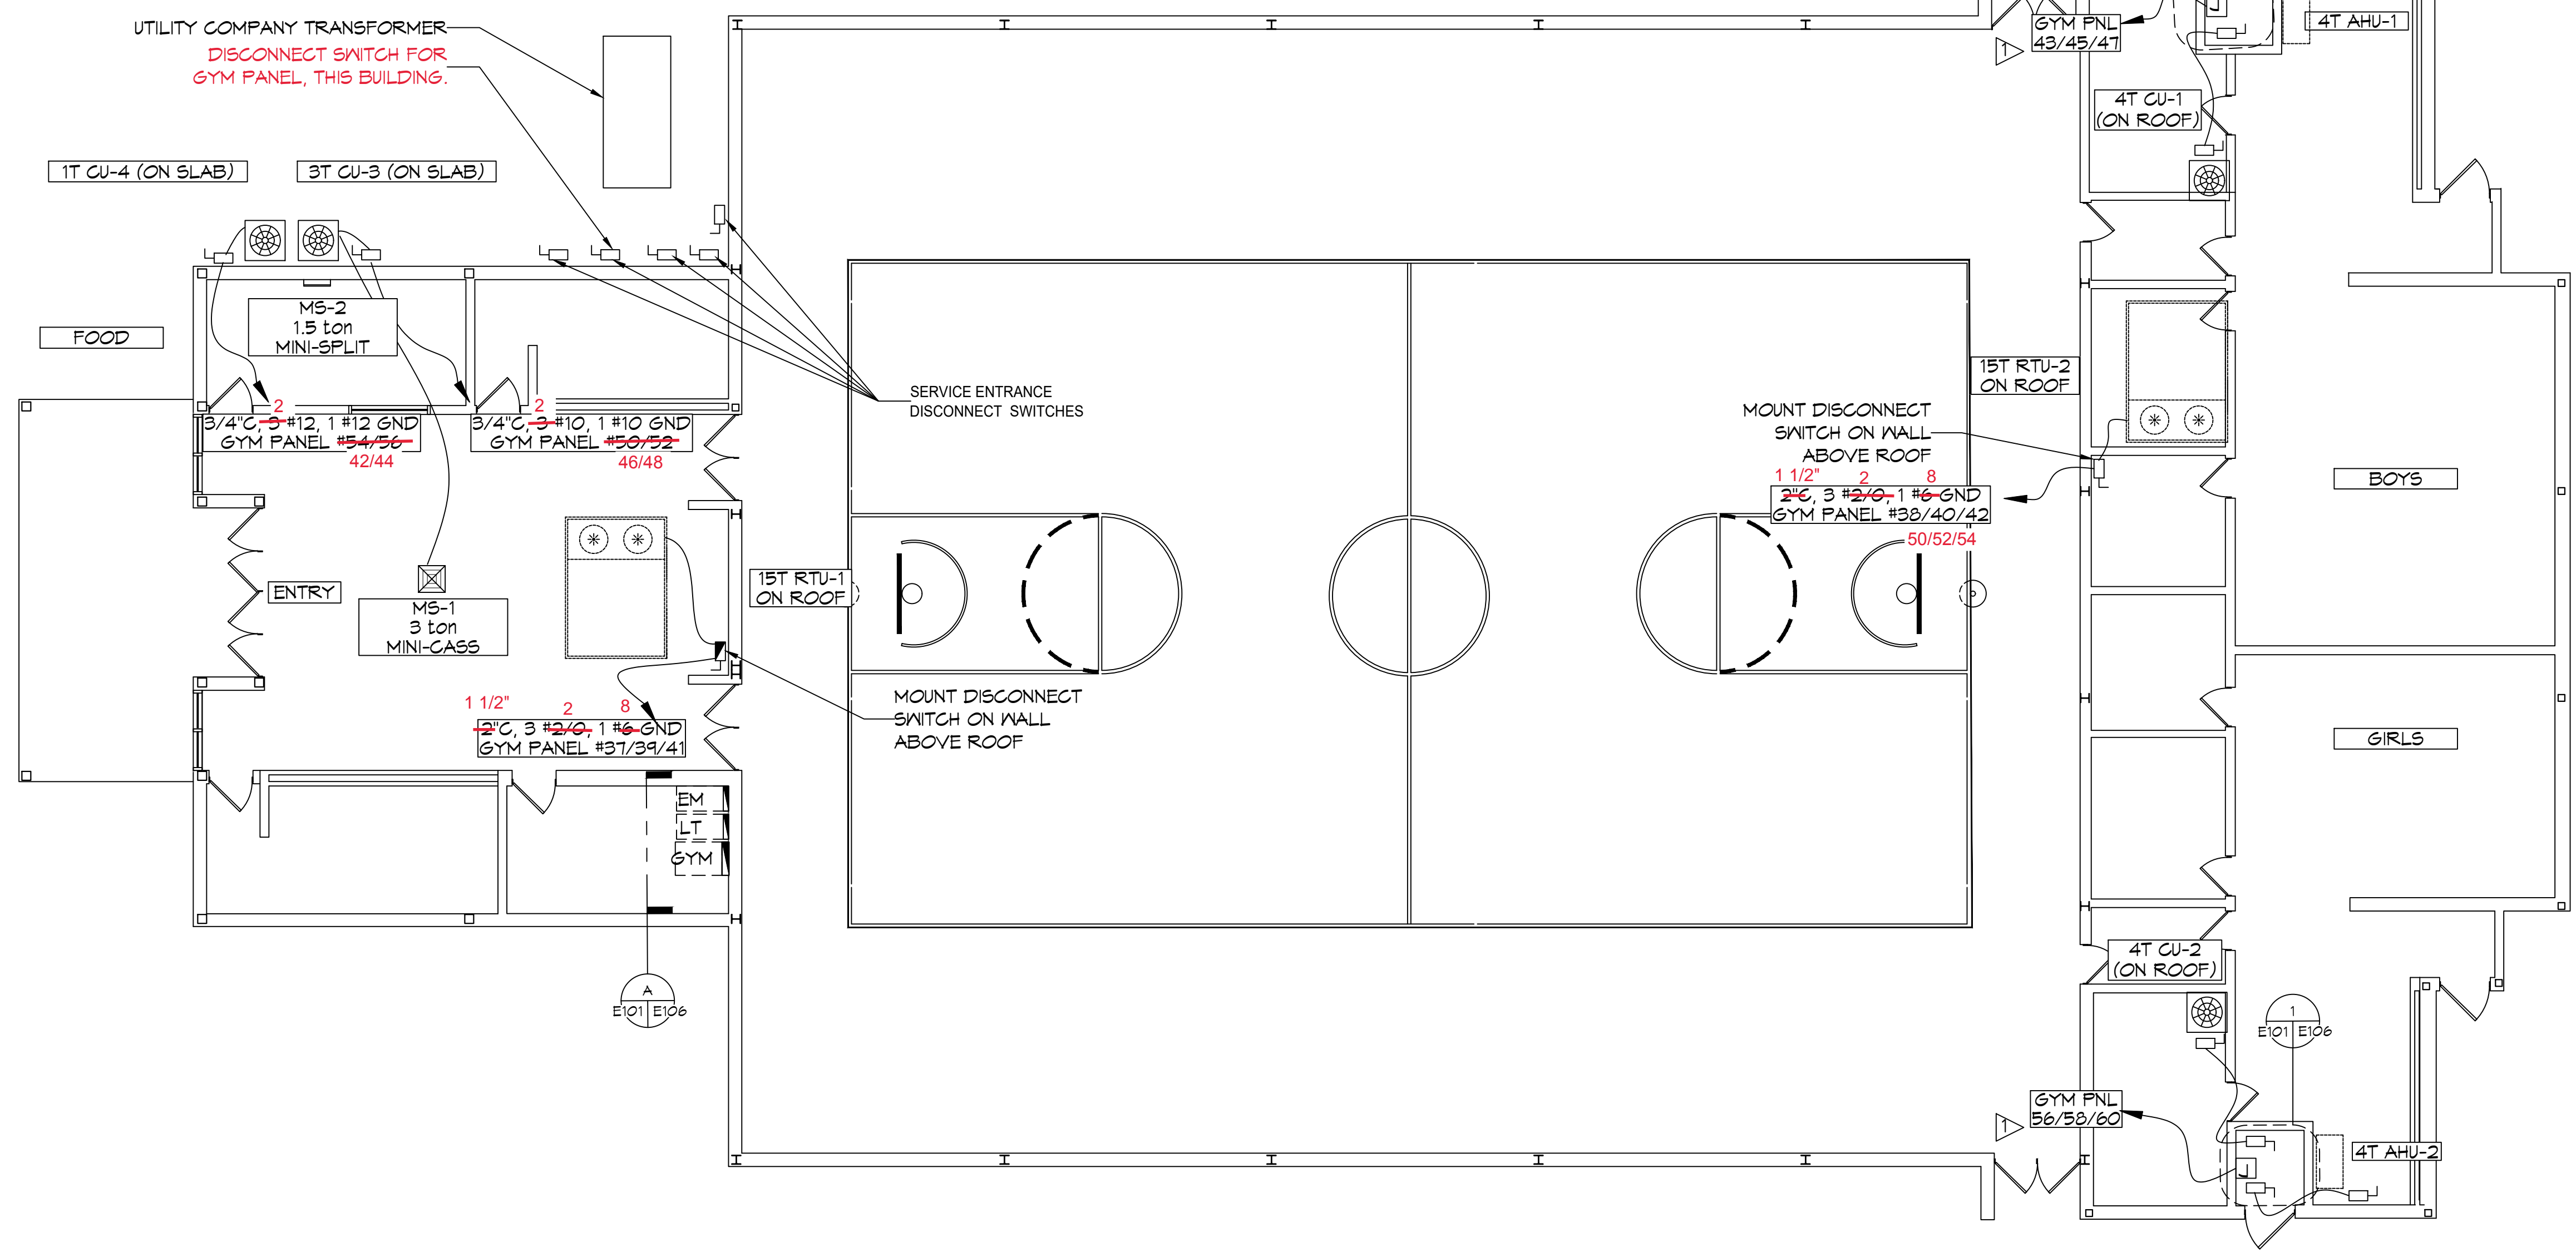 UTILITY COMPANY TRANSFORMER
DISCONNECT SWITCH FOR
GYM PANEL, THIS BUILDING.
GYM PNL
43/45/47
1
4T AHU-1
4T CU-1
(ON ROOF)
1T CU-4 (ON SLAB)
3T CU-3 (ON SLAB)
MS-2
1.5 ton
MINI-SPLIT
FOOD
SERVICE ENTRANCE
DISCONNECT SWITCHES
15T RTU-2
ON ROOF
2
3/4"C, 3 #12, 1 #12 GND
GYM PANEL #54/56
42/44
2
3/4"C, 3 #10, 1 #10 GND
GYM PANEL #50/52
46/48
MOUNT DISCONNECT
SWITCH ON WALL
ABOVE ROOF
1 1/2" 2 8
2"C, 3 #2/0, 1 #6 GND
GYM PANEL #38/40/42
50/52/54
BOYS
ENTRY
MS-1
3 ton
MINI-CASS
15T RTU-1
ON ROOF
MOUNT DISCONNECT
SWITCH ON WALL
ABOVE ROOF
1 1/2" 2 8
2"C, 3 #2/0, 1 #6 GND
GYM PANEL #37/39/41
GIRLS
EM
LT
GYM
A
E101 E106
4T CU-2
(ON ROOF)
1
E101 E106
GYM PNL
56/58/60
1
4T AHU-2